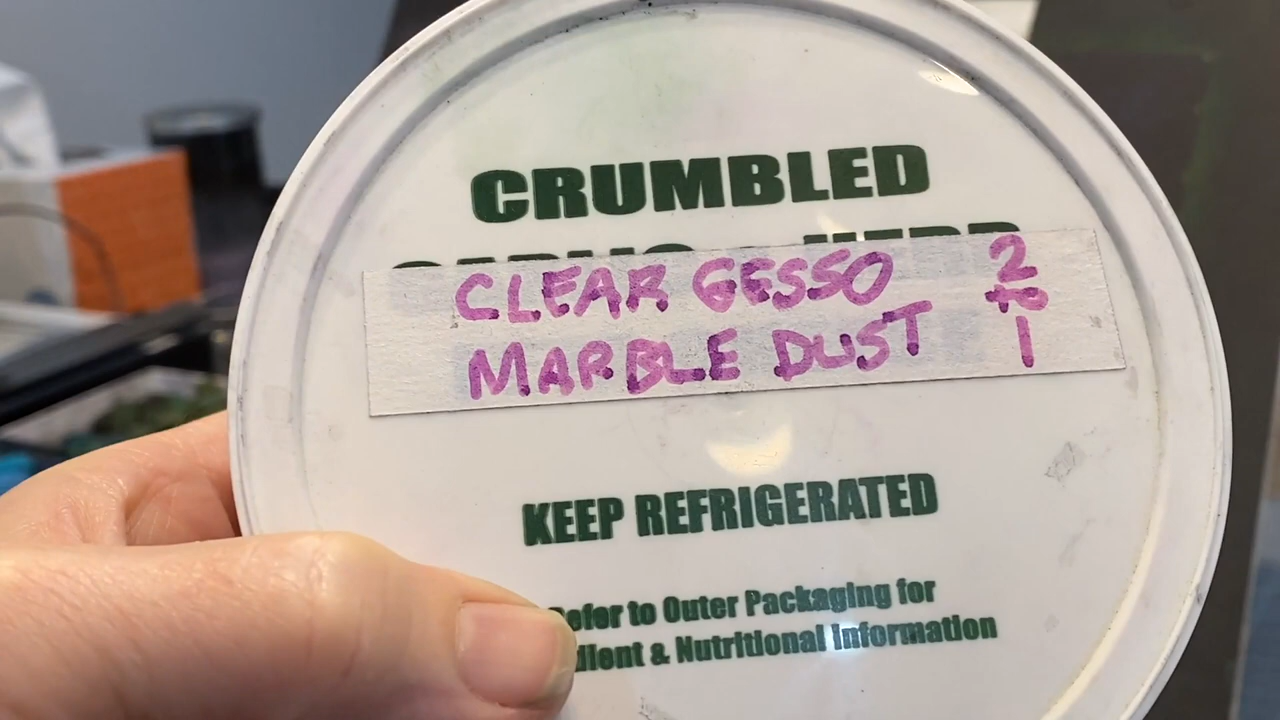 CRUMBLED
CLEAR GESSO 2
to
MARBLE DUST 1
KEEP REFRIGERATED
Refer to Outer Packaging for
& Nutritional Information